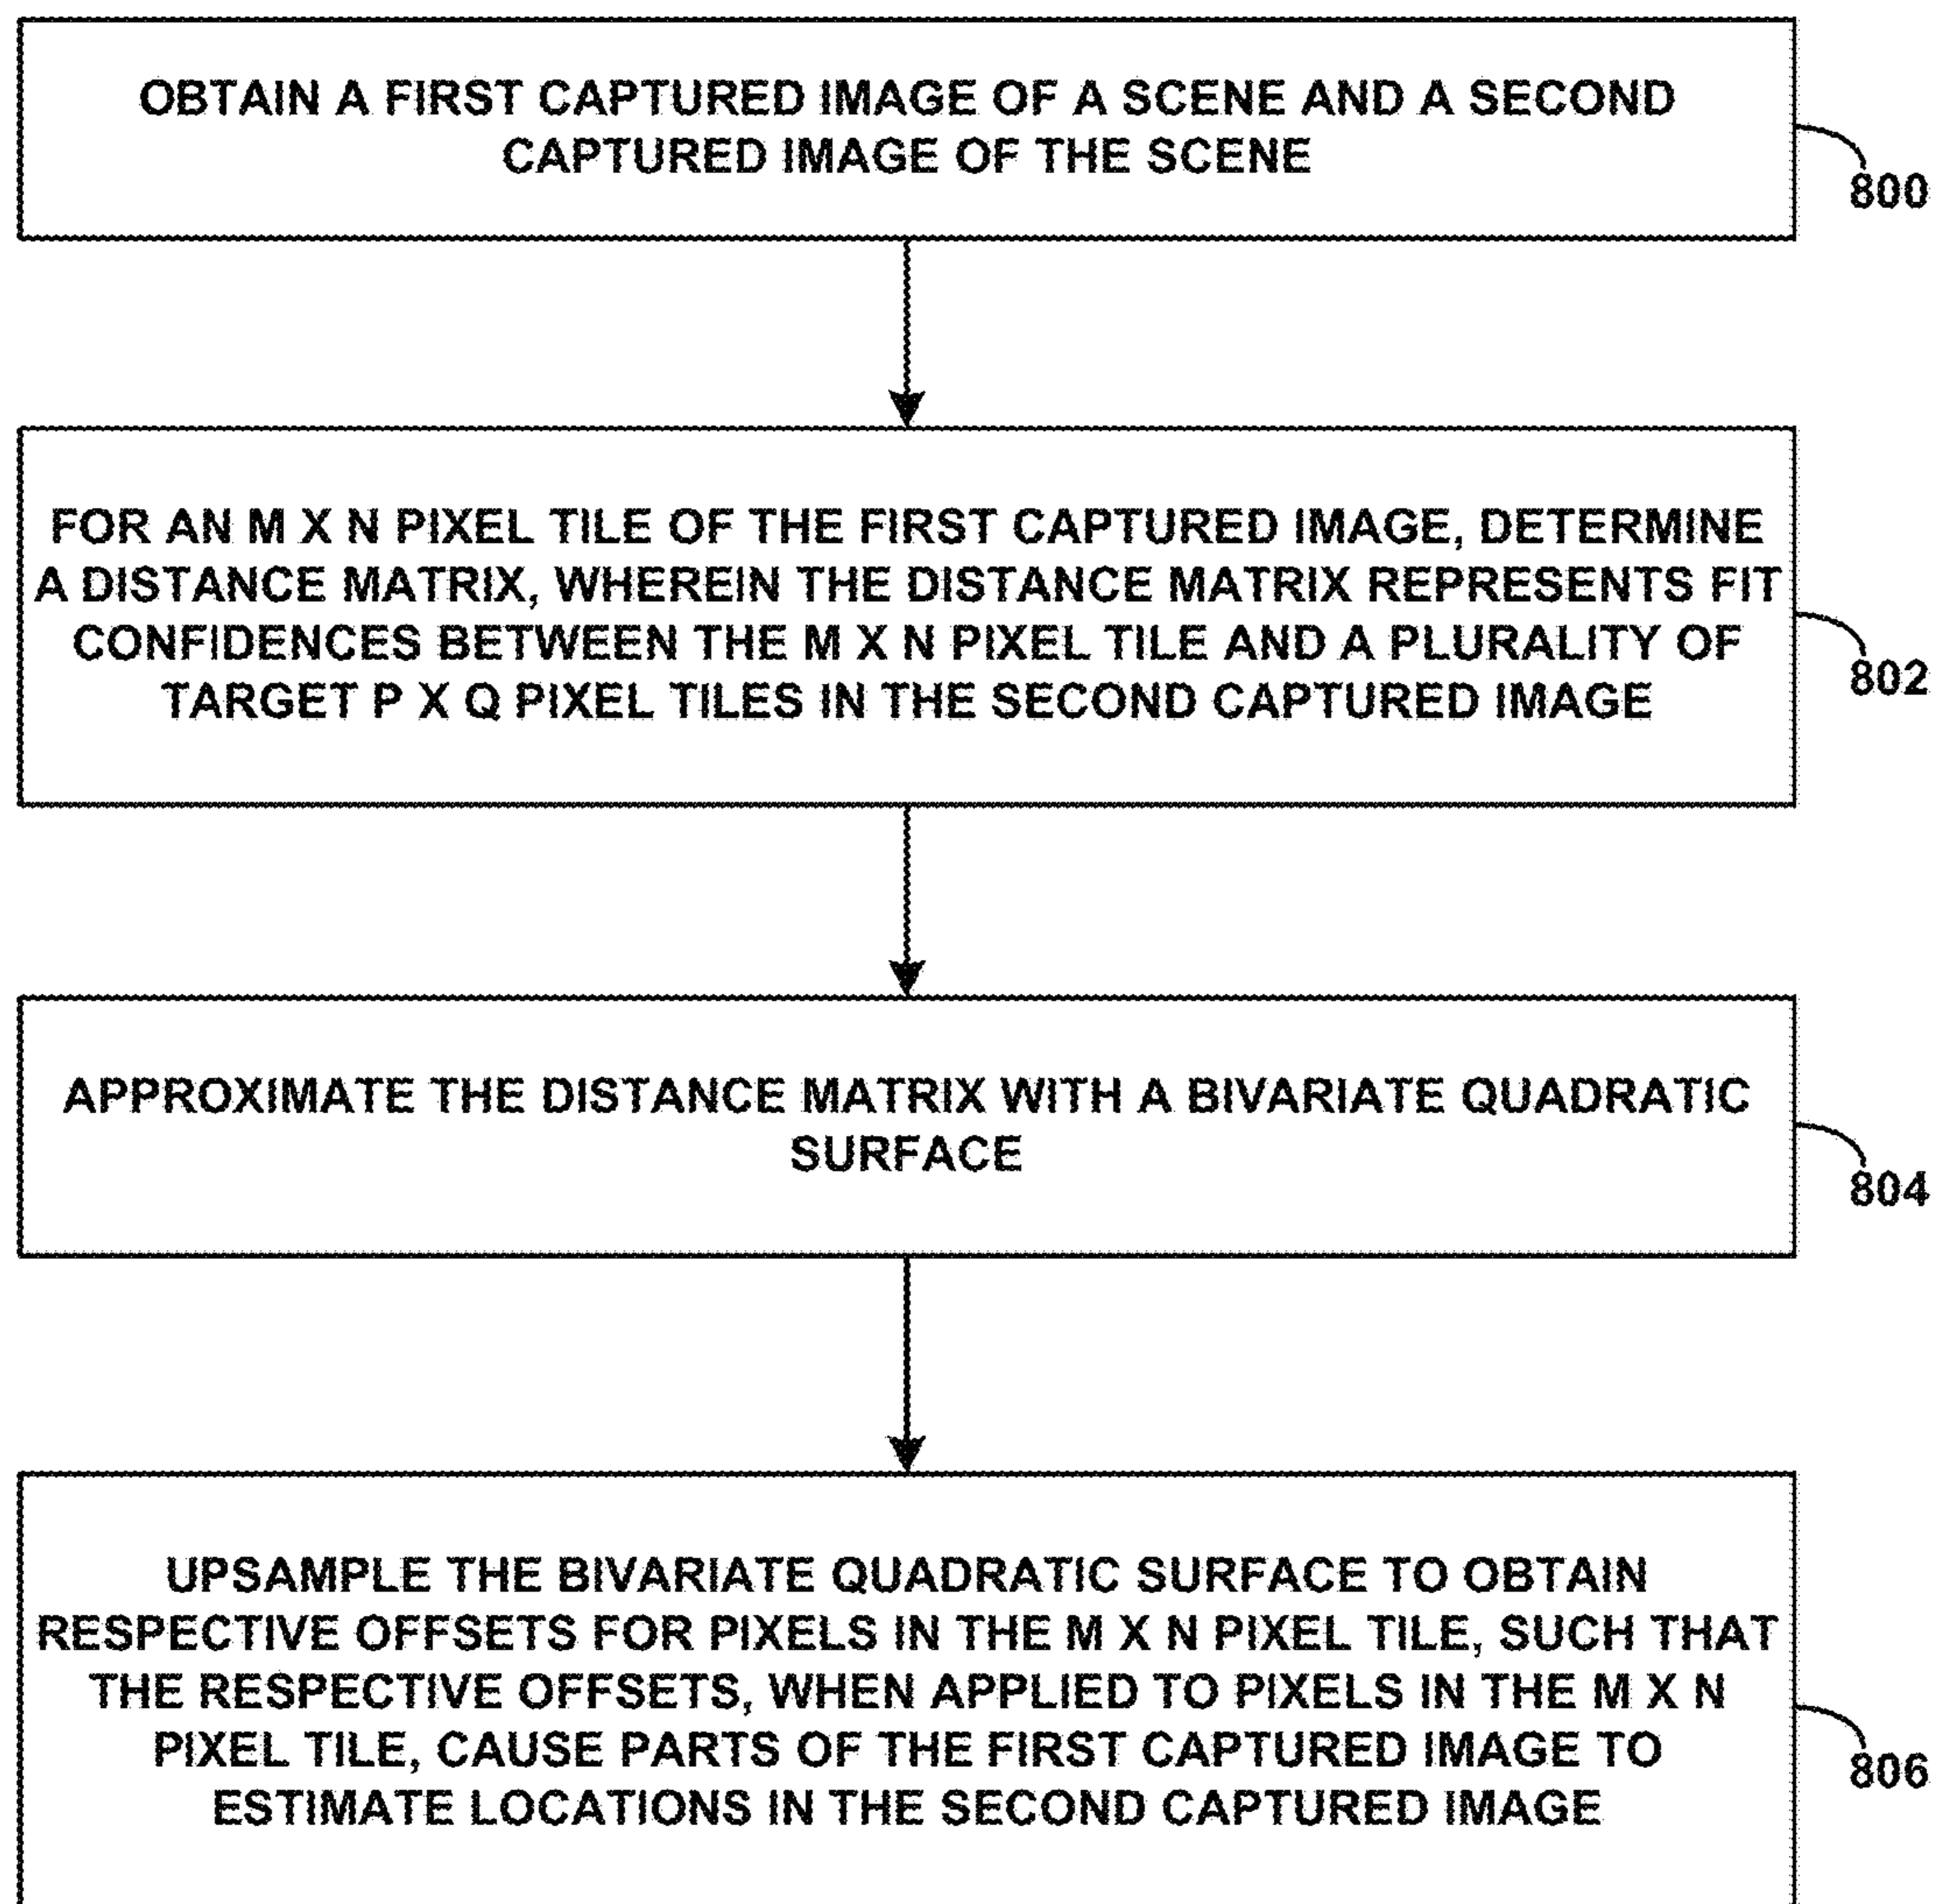 OBTAIN A FIRST CAPTURED IMAGE OF A SCENE AND A SECOND
CAPTURED IMAGE OF THE SCENE
800
FOR AN M X N PIXEL TILE OF THE FIRST CAPTURED IMAGE, DETERMINE
A DISTANCE MATRIX, WHEREIN THE DISTANCE MATRIX REPRESENTS FIT
CONFIDENCES BETWEEN THE M X N PIXEL TILE AND A PLURALITY OF
TARGET P X Q PIXEL TILES IN THE SECOND CAPTURED IMAGE
802
APPROXIMATE THE DISTANCE MATRIX WITH A BIVARIATE QUADRATIC
SURFACE
804
UPSAMPLE THE BIVARIATE QUADRATIC SURFACE TO OBTAIN
RESPECTIVE OFFSETS FOR PIXELS IN THE M X N PIXEL TILE, SUCH THAT
THE RESPECTIVE OFFSETS, WHEN APPLIED TO PIXELS IN THE M X N
PIXEL TILE, CAUSE PARTS OF THE FIRST CAPTURED IMAGE TO
ESTIMATE LOCATIONS IN THE SECOND CAPTURED IMAGE
806